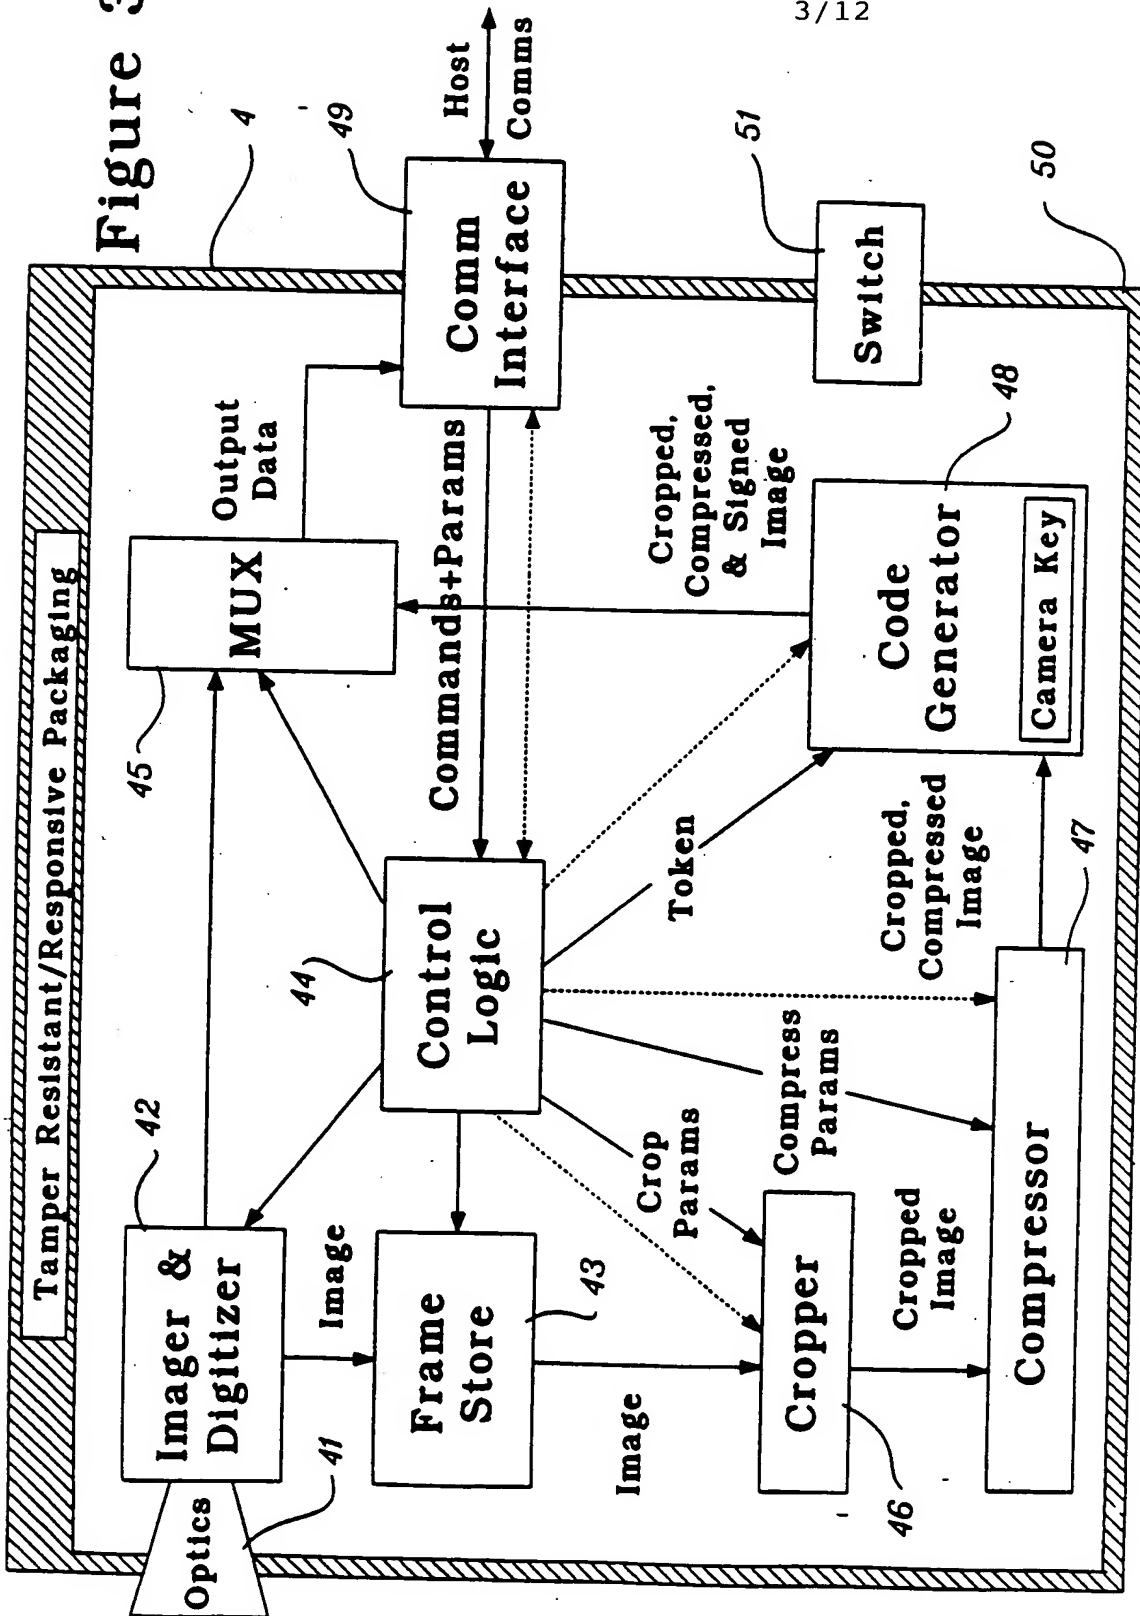 3/12
Figure 3
Tamper Resistant/Responsive Packaging
4
49
Host
Comms
Optics
41
Imager &
Digitizer
42
MUX
45
Output
Data
Comm
Interface
Image
Frame
Store
43
Control
Logic
44
Commands+Params
51
Switch
50
Image
Crop
Params
Compress
Params
Token
Cropped,
Compressed,
& Signed
Image
Cropper
46
Cropped
Image
Compressor
47
Cropped,
Compressed
Image
Code
Generator
48
Camera Key